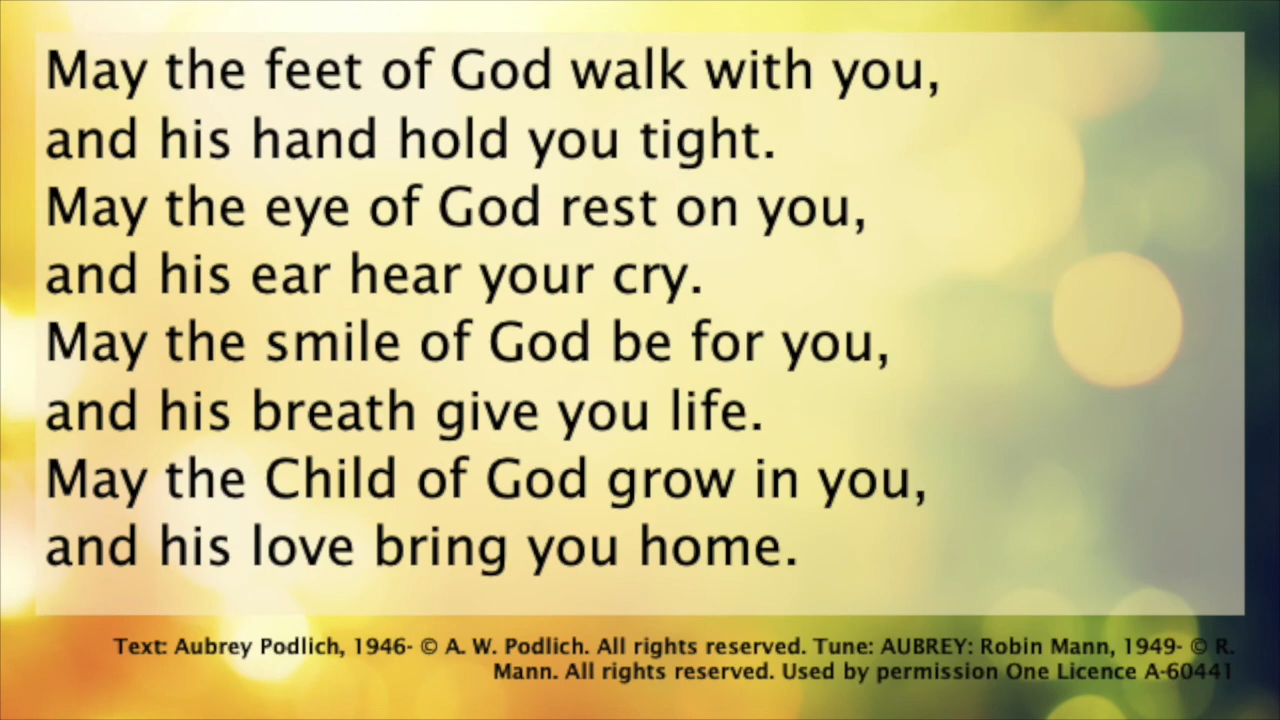 May the feet of God walk with you,
and his hand hold you tight.
May the eye of God rest on you,
and his ear hear your cry.
May the smile of God be for you,
and his breath give you life.
May the Child of God grow in you,
and his love bring you home.
Text: Aubrey Podlich, 1946- © A. W. Podlich. All rights reserved. Tune: AUBREY: Robin Mann, 1949- © R.
Mann. All rights reserved. Used by permission One Licence A-60441